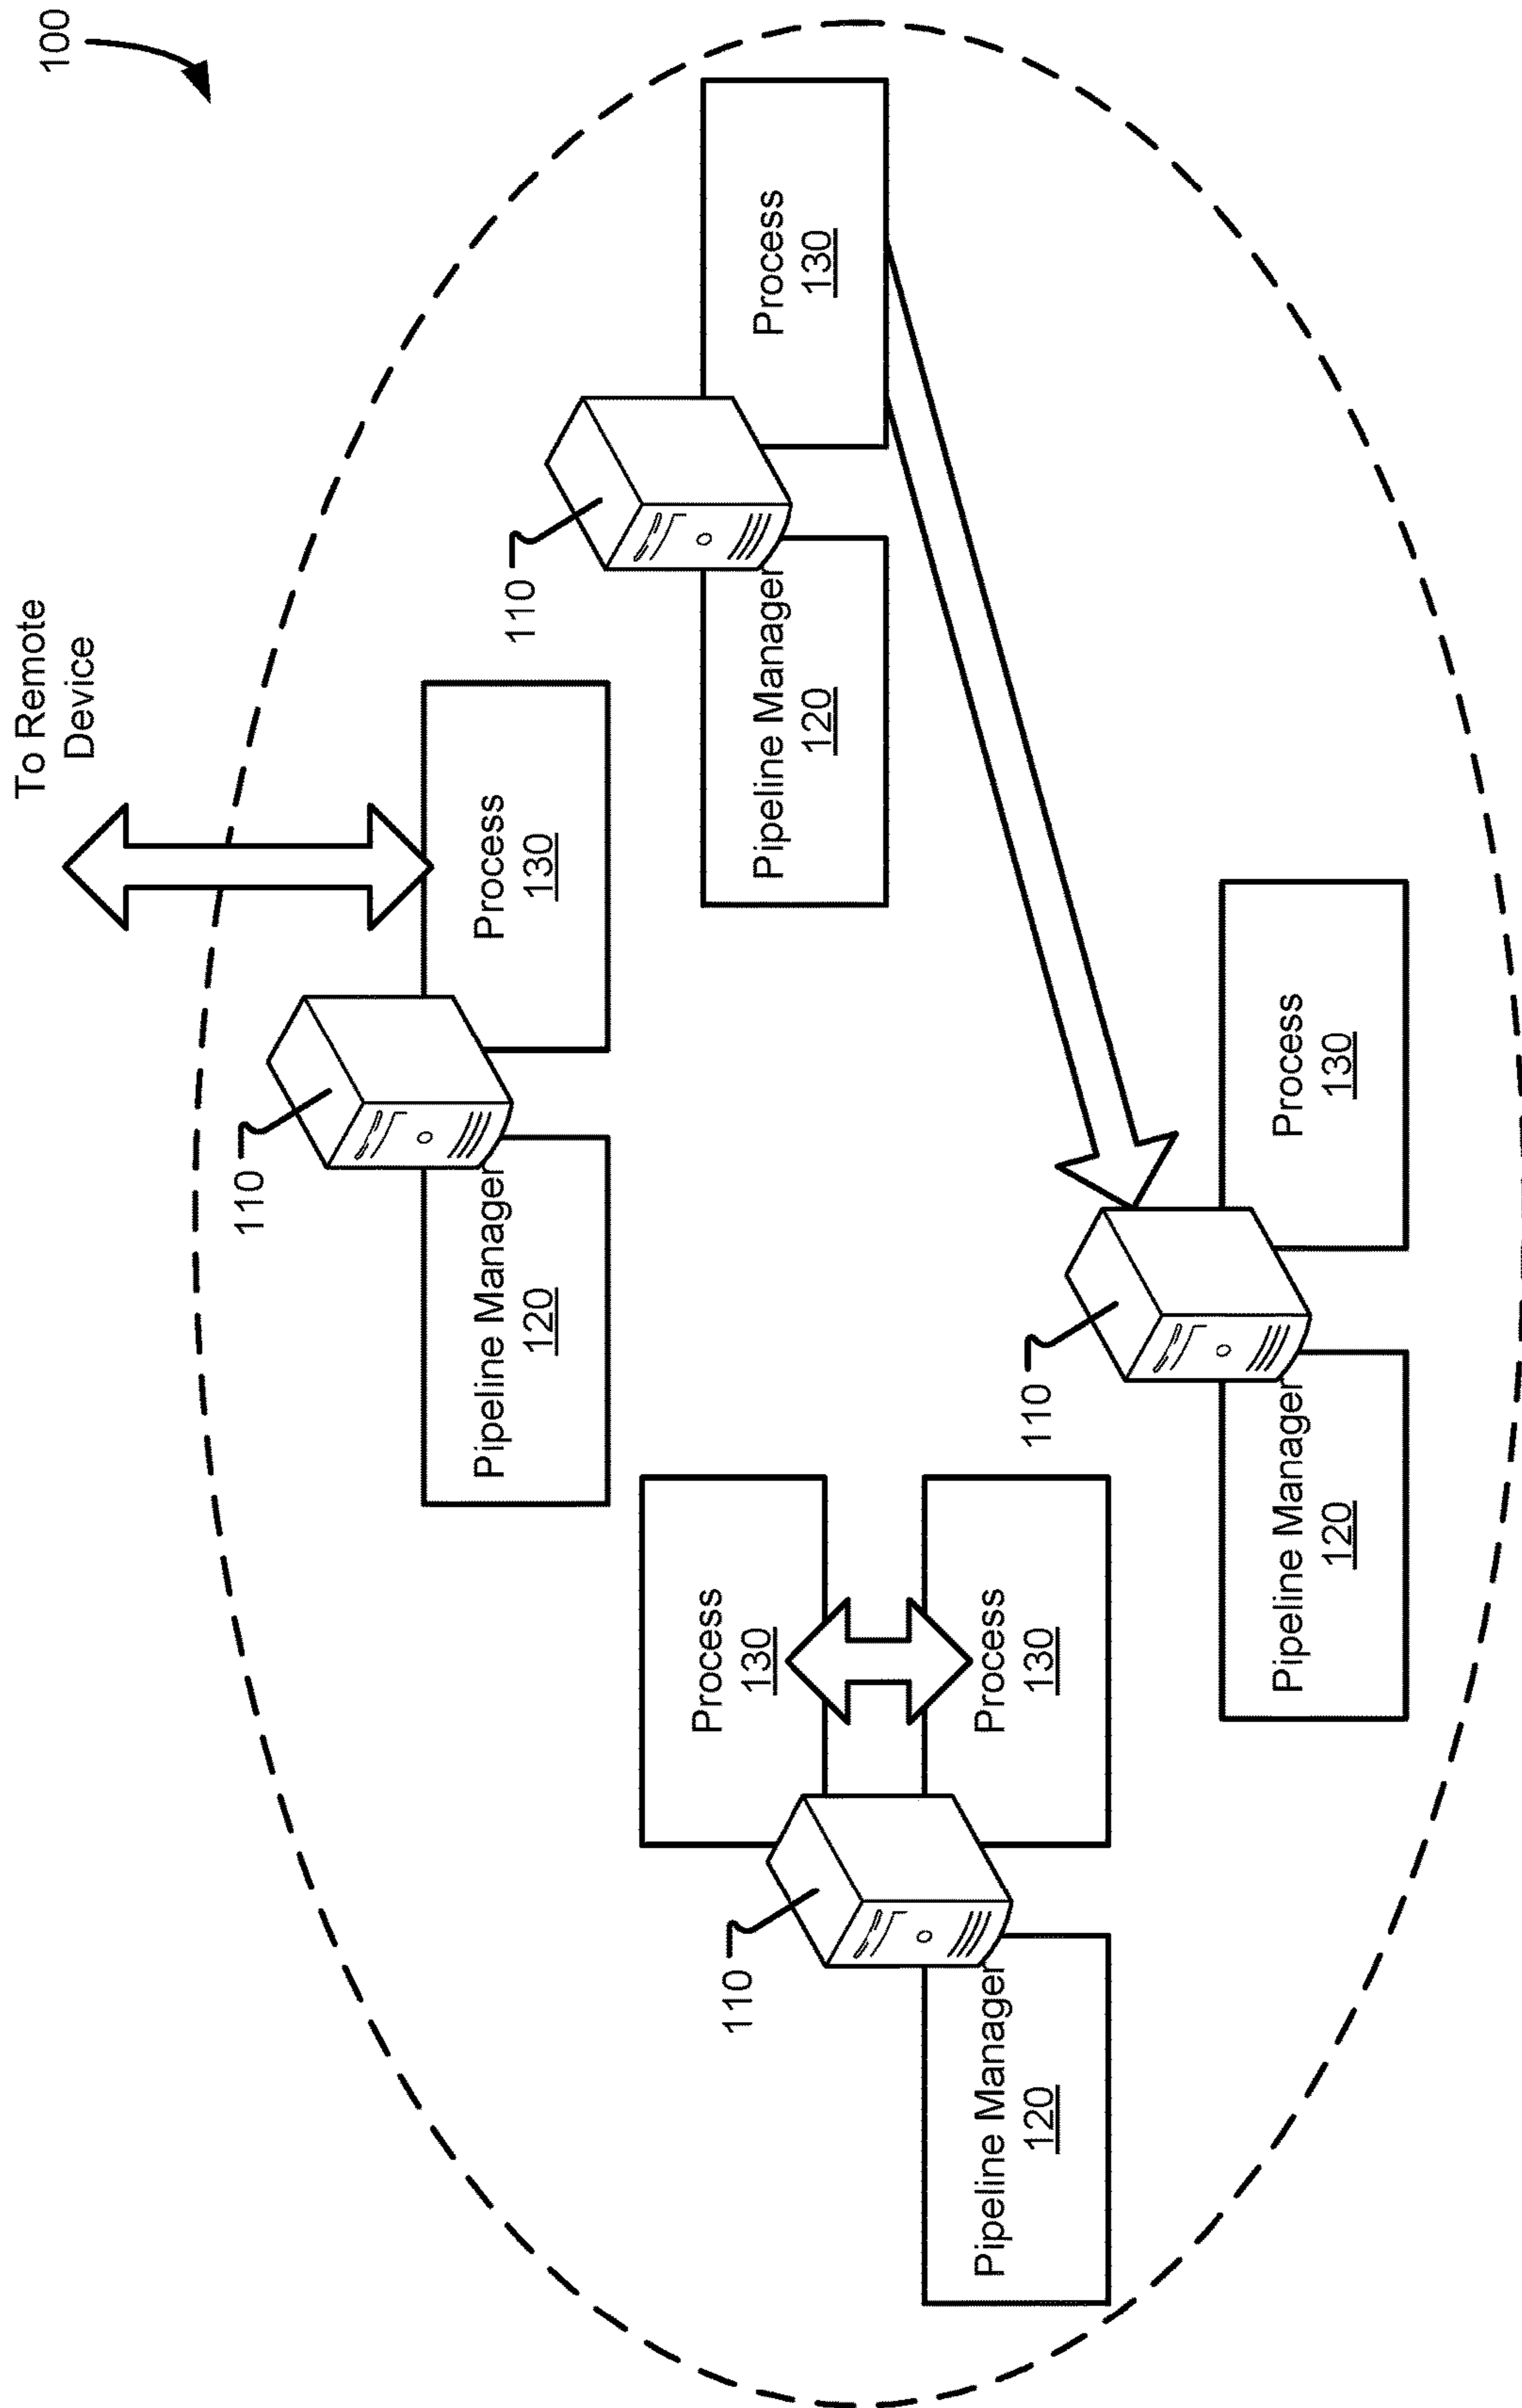 100
To Remote
Device
110
Pipeline Manager
120
Process
130
110
Pipeline Manager
120
Process
130
110
Process
130
Process
130
Pipeline Manager
120
110
Pipeline Manager
120
Process
130